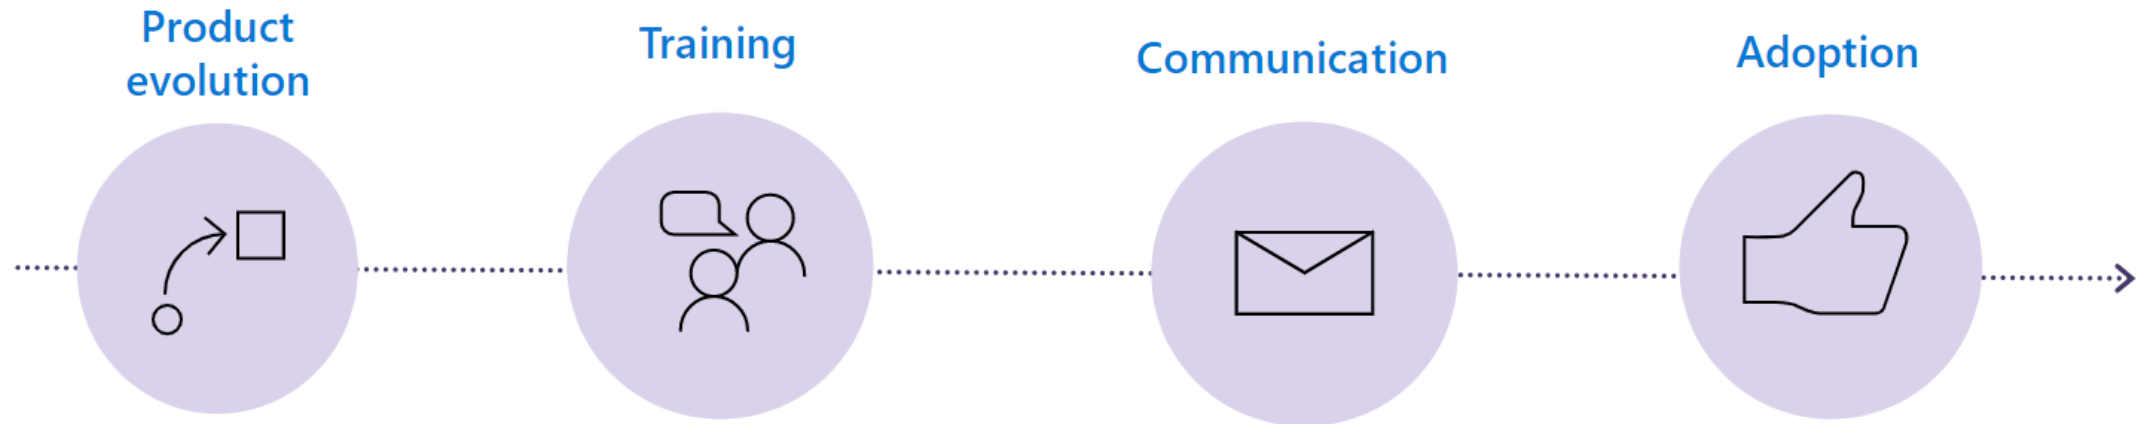 Product
evolution
Training
Communication
Adoption